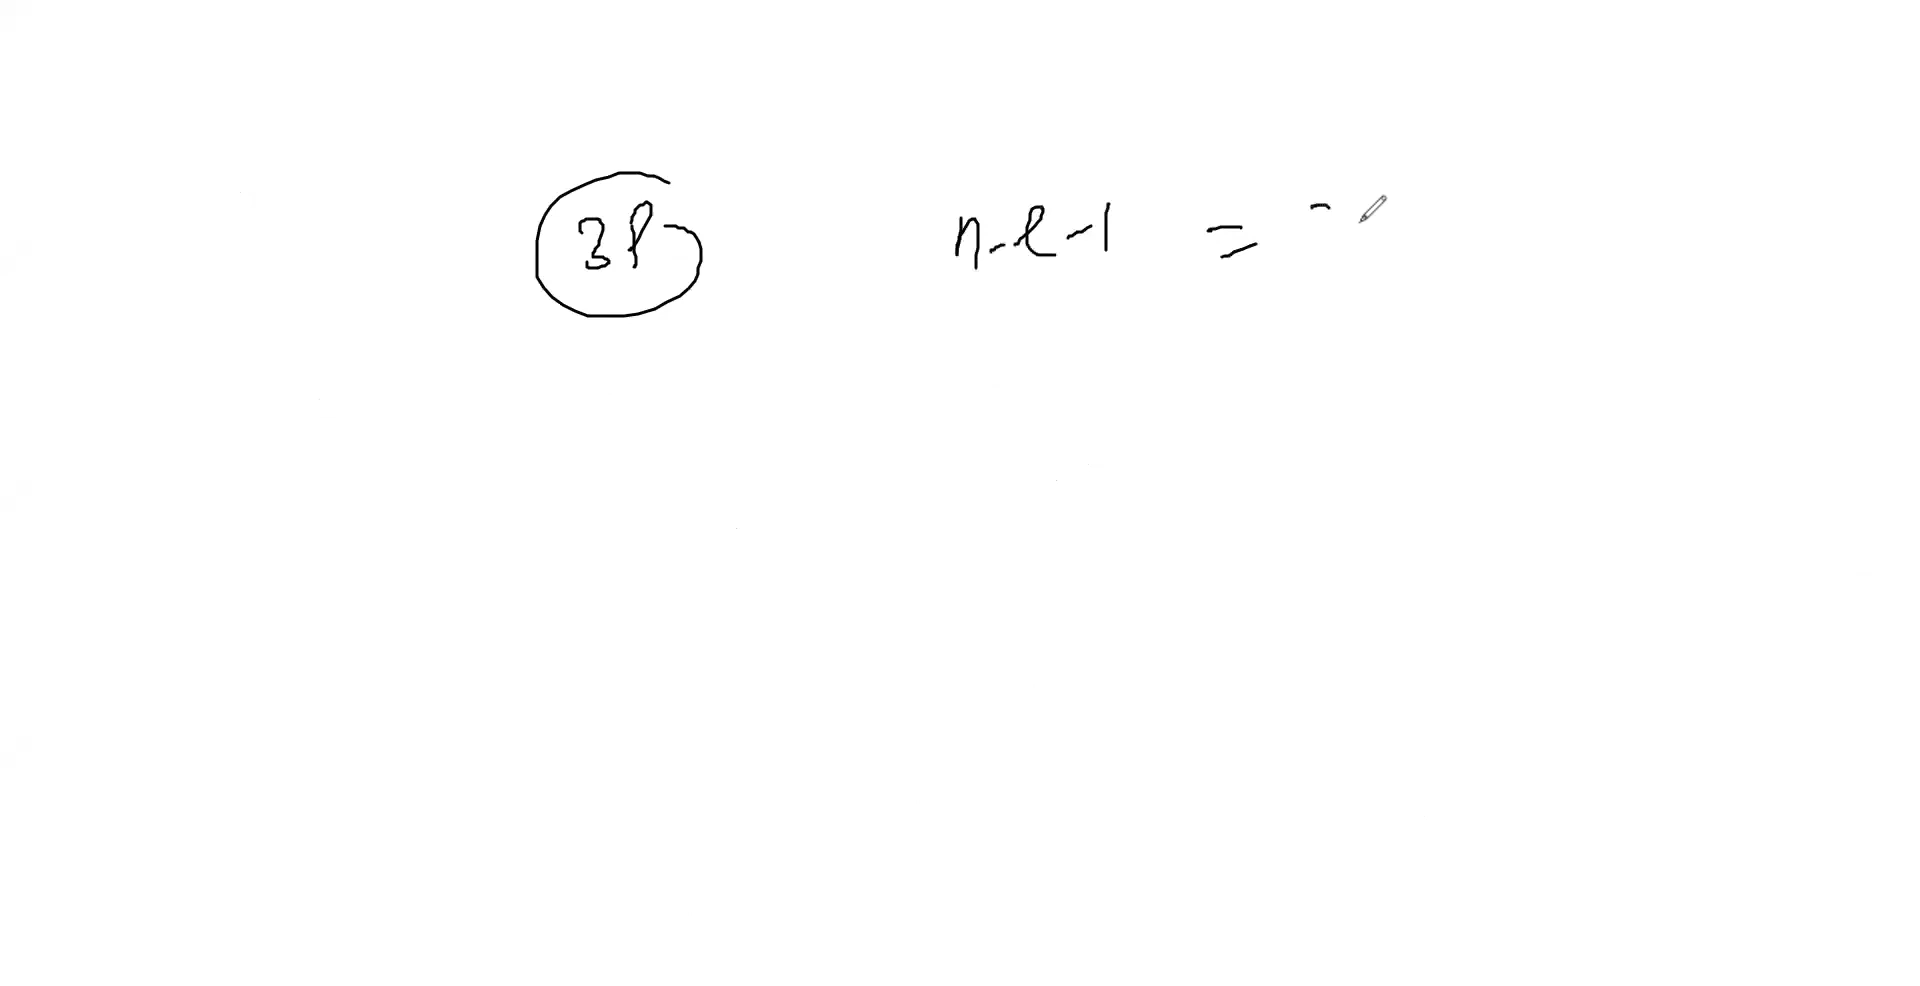 3p n-l-1 =